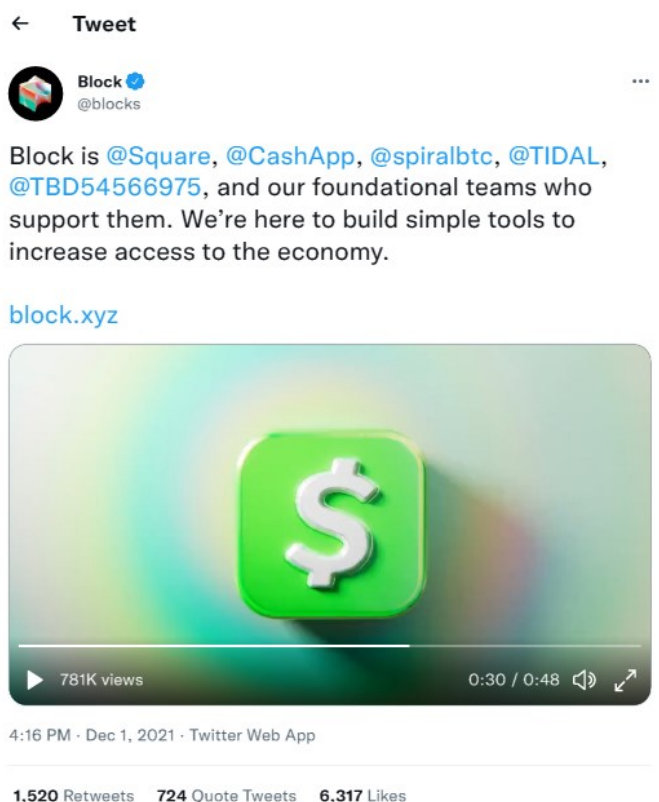 Tweet
Block
@blocks
Block is @Square, @CashApp, @spiralbtc, @TIDAL,
@TBD54566975, and our foundational teams who
support them. We’re here to build simple tools to
increase access to the economy.
block.xyz
$
781K views
0:30 / 0:48
4:16 PM · Dec 1, 2021 · Twitter Web App
1,520 Retweets 724 Quote Tweets 6,317 Likes